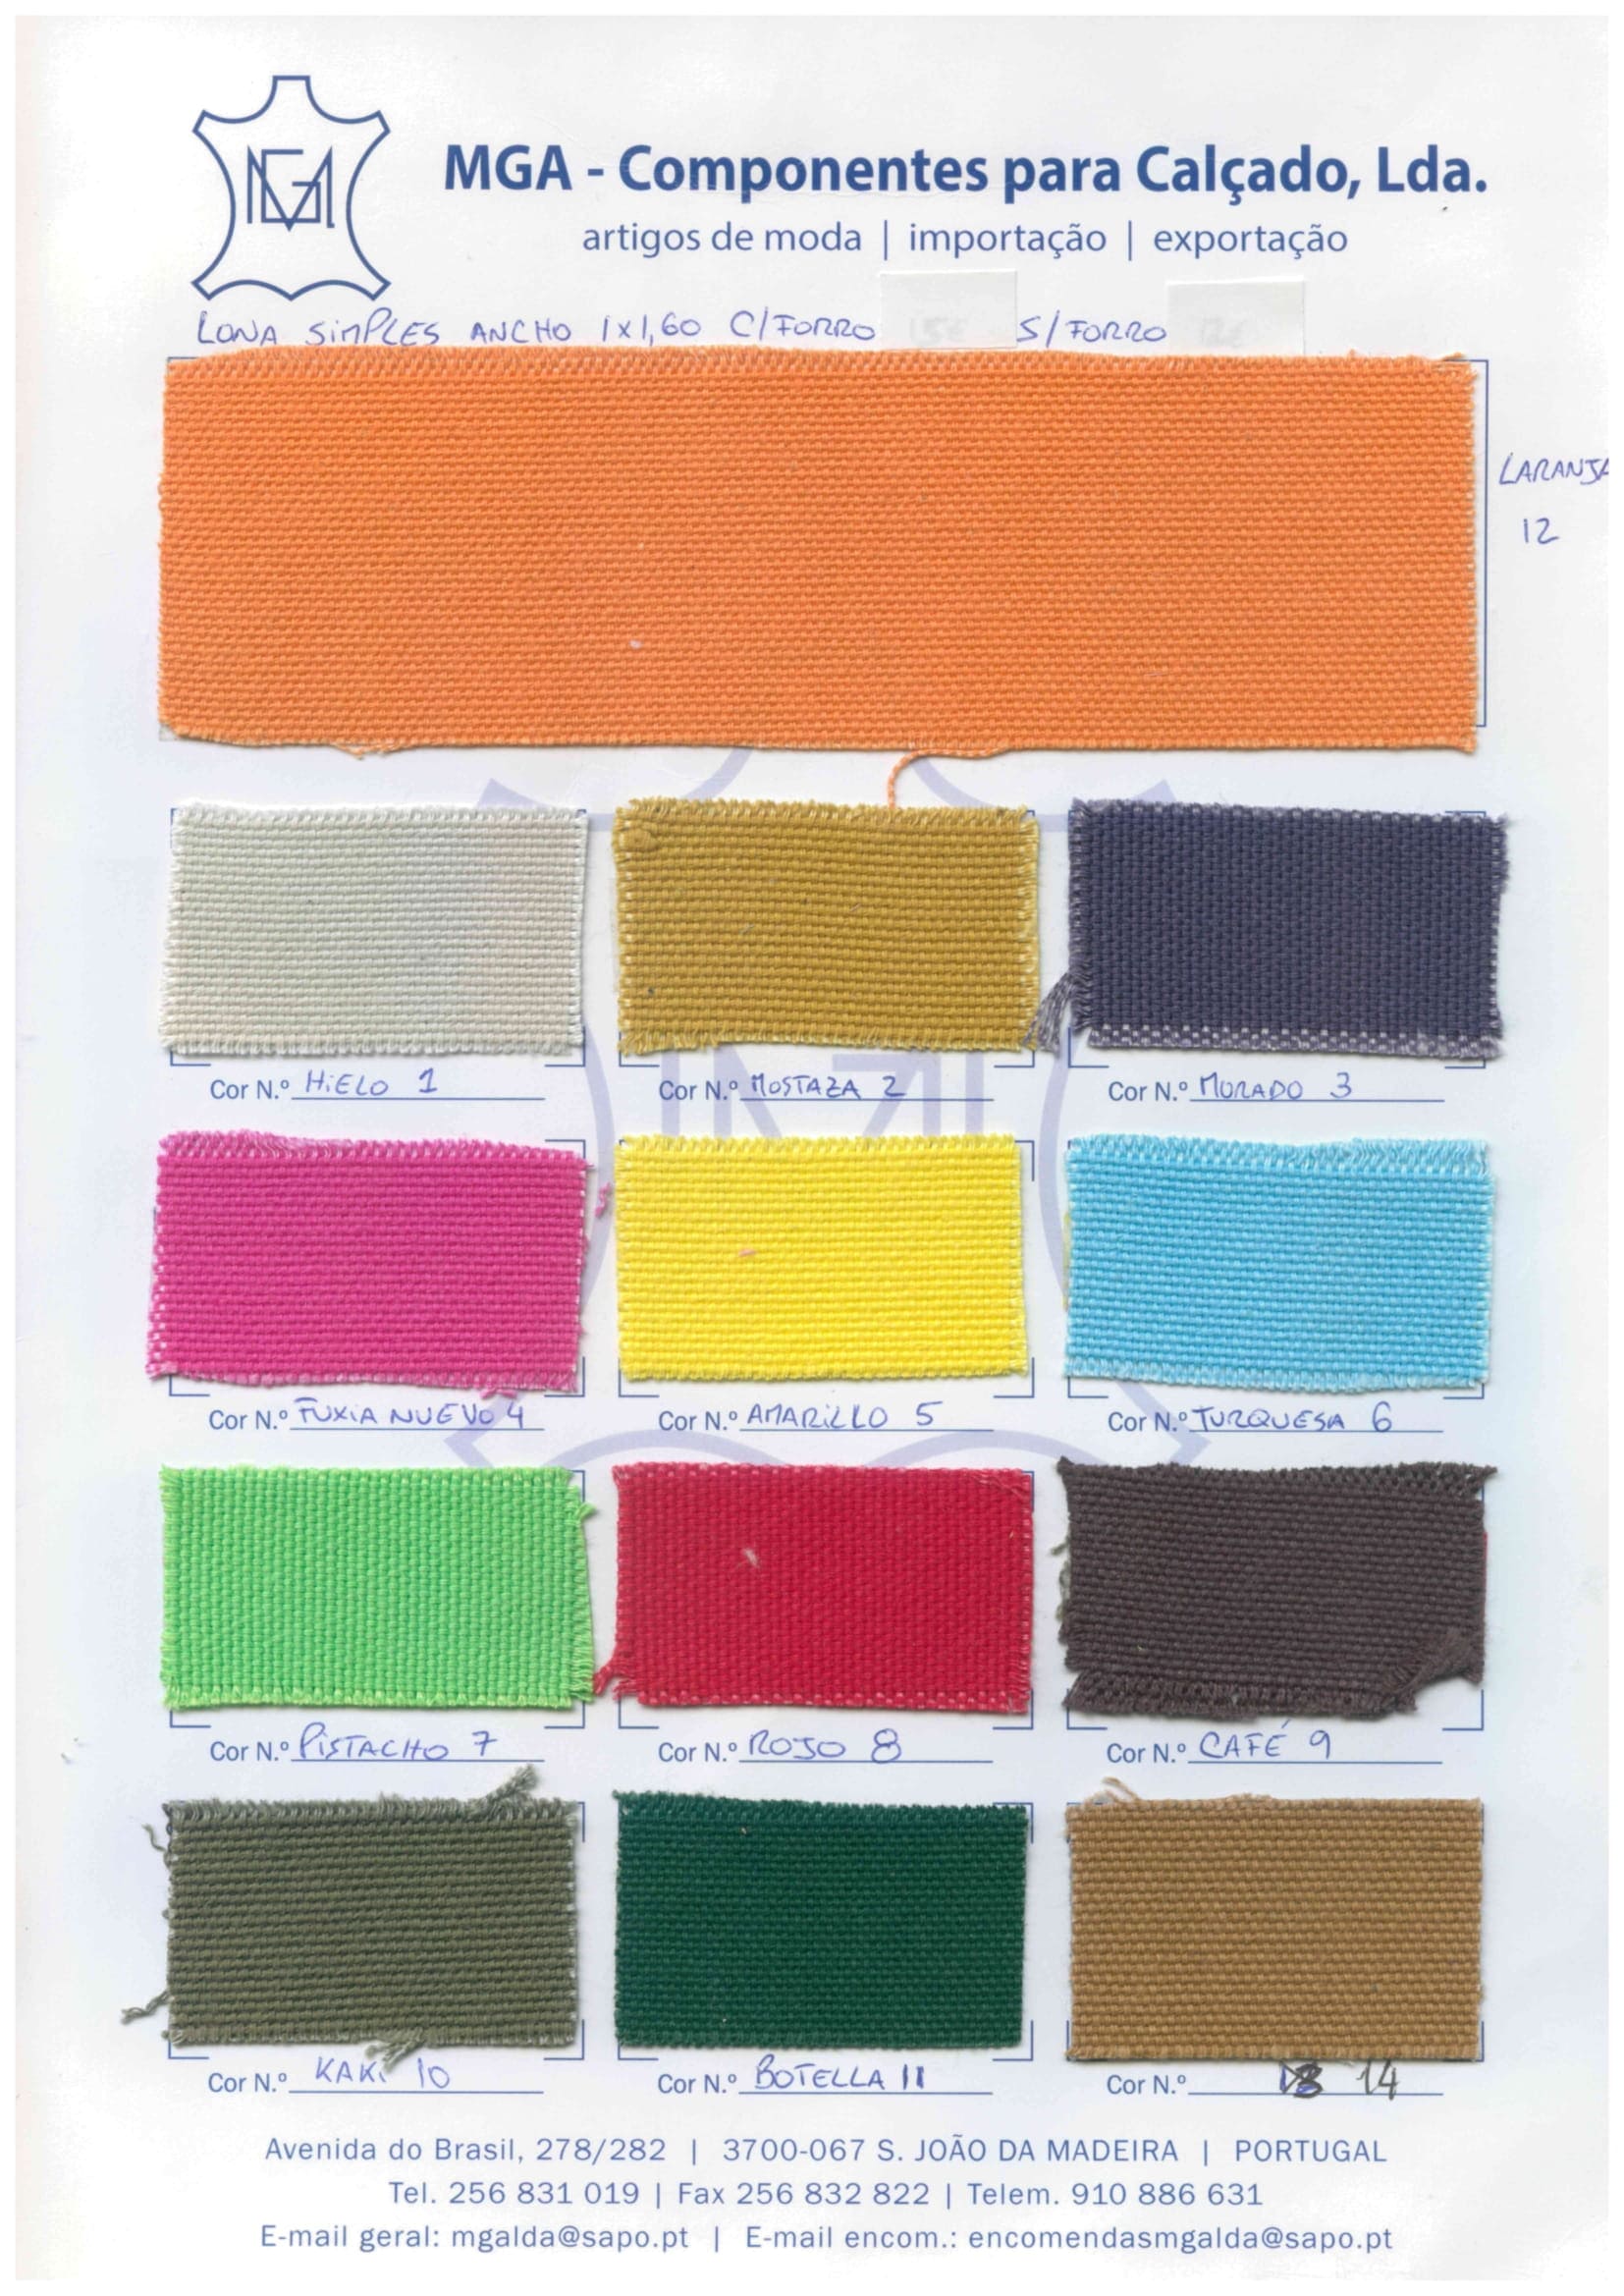 MGA - Componentes para Calçado, Lda.
artigos de moda | importação | exportação
LONA SIMPLES ANCHO 1x1,60 C/FORRO S/FORRO
LARANJA
12
Cor N.º HIELO 1
Cor N.º MOSTAZA 2
Cor N.º MORADO 3
Cor N.º FUXIA NUEVO 4
Cor N.º AMARILLO 5
Cor N.º TURQUESA 6
Cor N.º PISTACHO 7
Cor N.º ROJO 8
Cor N.º CAFÉ 9
Cor N.º KAKI 10
Cor N.º BOTELLA 11
Cor N.º 14
Avenida do Brasil, 278/282 | 3700-067 S. JOÃO DA MADEIRA | PORTUGAL
Tel. 256 831 019 | Fax 256 832 822 | Telem. 910 886 631
E-mail geral: mgalda@sapo.pt | E-mail encom.: encomendasmgalda@sapo.pt